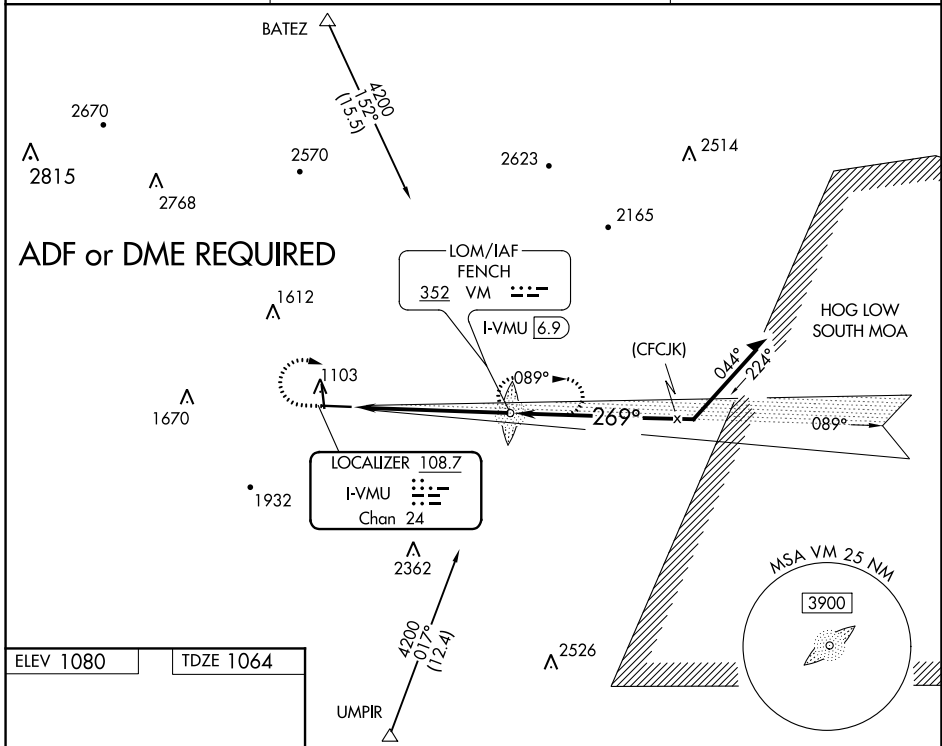 BATEZ
4200
152°
(15.5)
2670
2815
2768
2570
2623
2514
2165
ADF or DME REQUIRED
LOM/IAF
FENCH
352 VM
I-VMU 6.9
1612
HOG LOW
SOUTH MOA
(CFCJK)
044°
224°
1103
089°
1670
269°
089°
LOCALIZER 108.7
I-VMU
Chan 24
1932
2362
MSA VM 25 NM
3900
4200
017°
(12.4)
2526
ELEV 1080
TDZE 1064
UMPIR